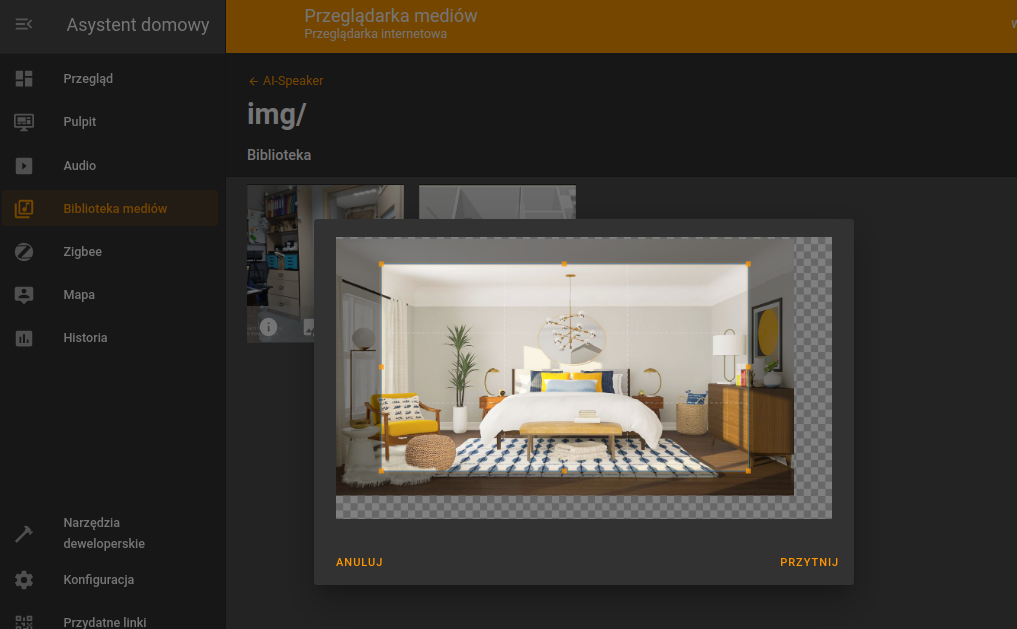 Asystent domowy
Przegląd
Pulpit
Audio
Biblioteka mediów
Zigbee
Mapa
Historia
Narzędzia
deweloperskie
Konfiguracja
Przydatne linki
Przeglądarka mediów
Przeglądarka internetowa
← AI-Speaker
img/
Biblioteka
ANULUJ
PRZYTNIJ